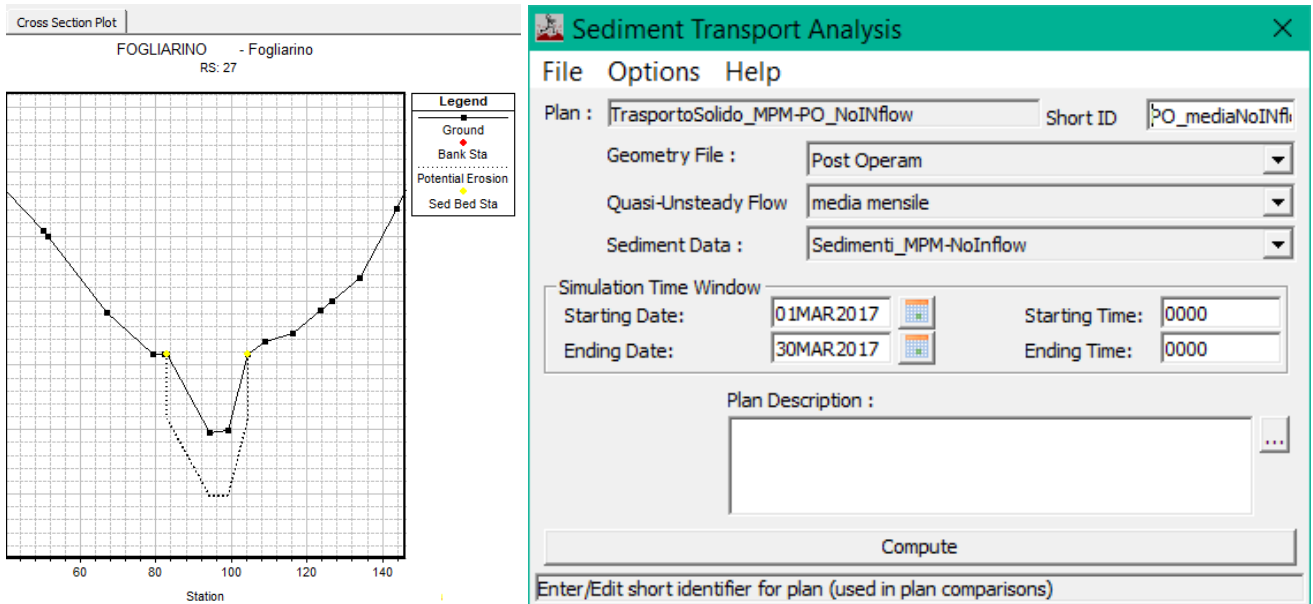 Cross Section Plot
FOGLIARINO - Fogliarino
RS: 27
Legend
Ground
Bank Sta
Potential Erosion
Sed Bed Sta
60 80 100 120 140
Station
Sediment Transport Analysis
File Options Help
Plan : TrasportoSolido_MPM-PO_NoINflow Short ID PO_mediaNoINfl
Geometry File : Post Operam
Quasi-Unsteady Flow media mensile
Sediment Data : Sedimenti_MPM-NoInflow
Simulation Time Window
Starting Date: 01MAR2017 Starting Time: 0000
Ending Date: 30MAR2017 Ending Time: 0000
Plan Description :
...
Compute
Enter/Edit short identifier for plan (used in plan comparisons)